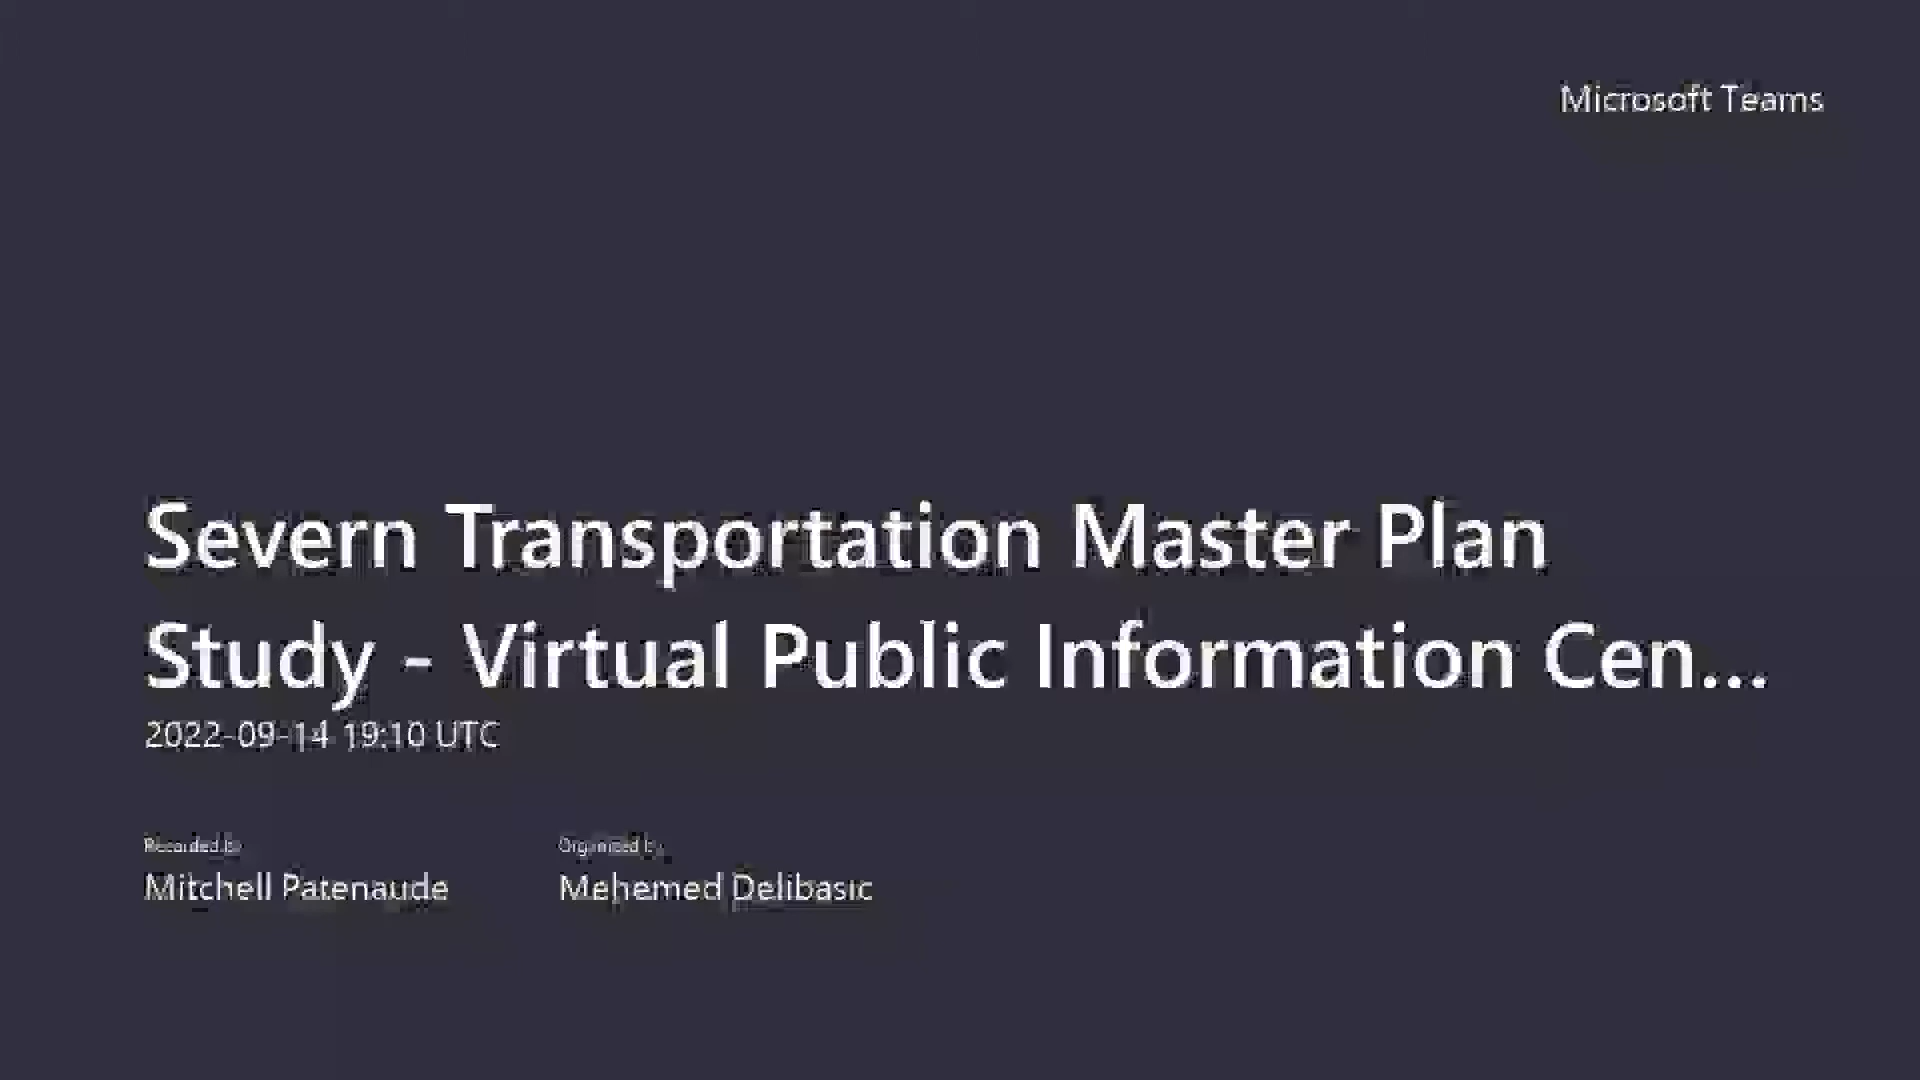 Microsoft Teams
Severn Transportation Master Plan
Study - Virtual Public Information Cen...
2022-09-14 19:10 UTC
Recorded by
Organized by
Mitchell Patenaude
Mehemed Delibasic